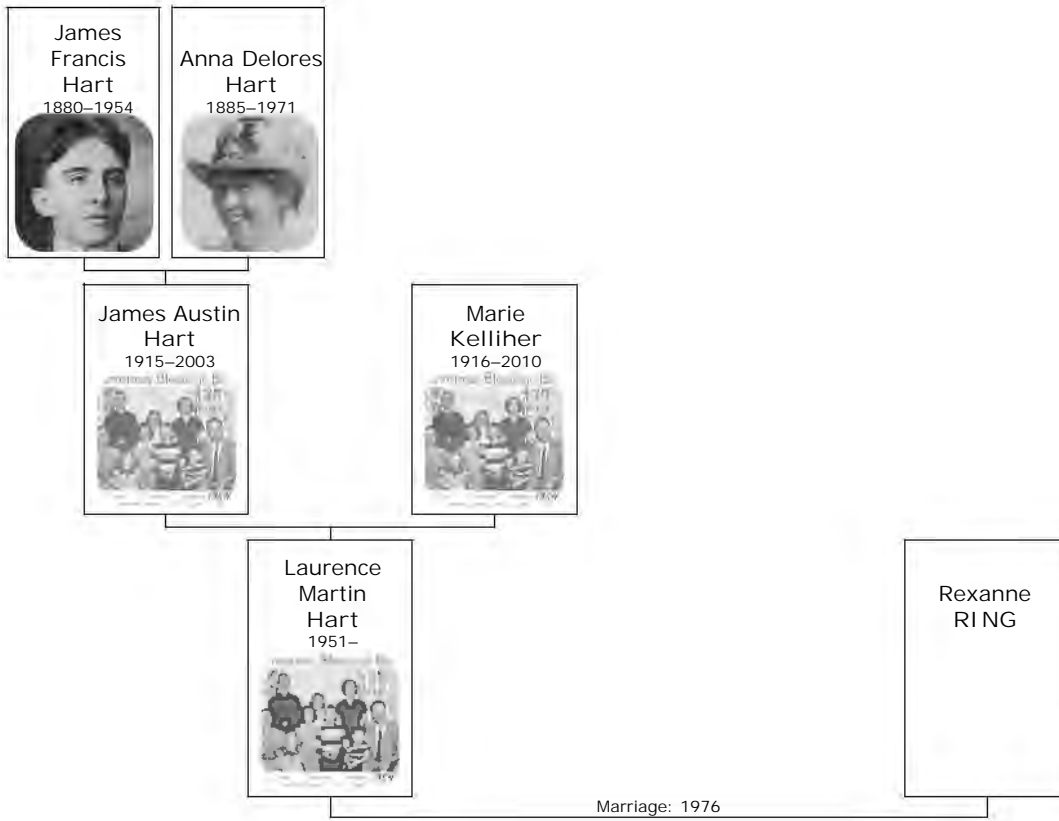 James
Francis
Hart
1880–1954
Anna Delores
Hart
1885–1971
James Austin
Hart
1915–2003
Marie
Kelliher
1916–2010
Laurence
Martin
Hart
1951–
Rexanne
RING
Marriage: 1976